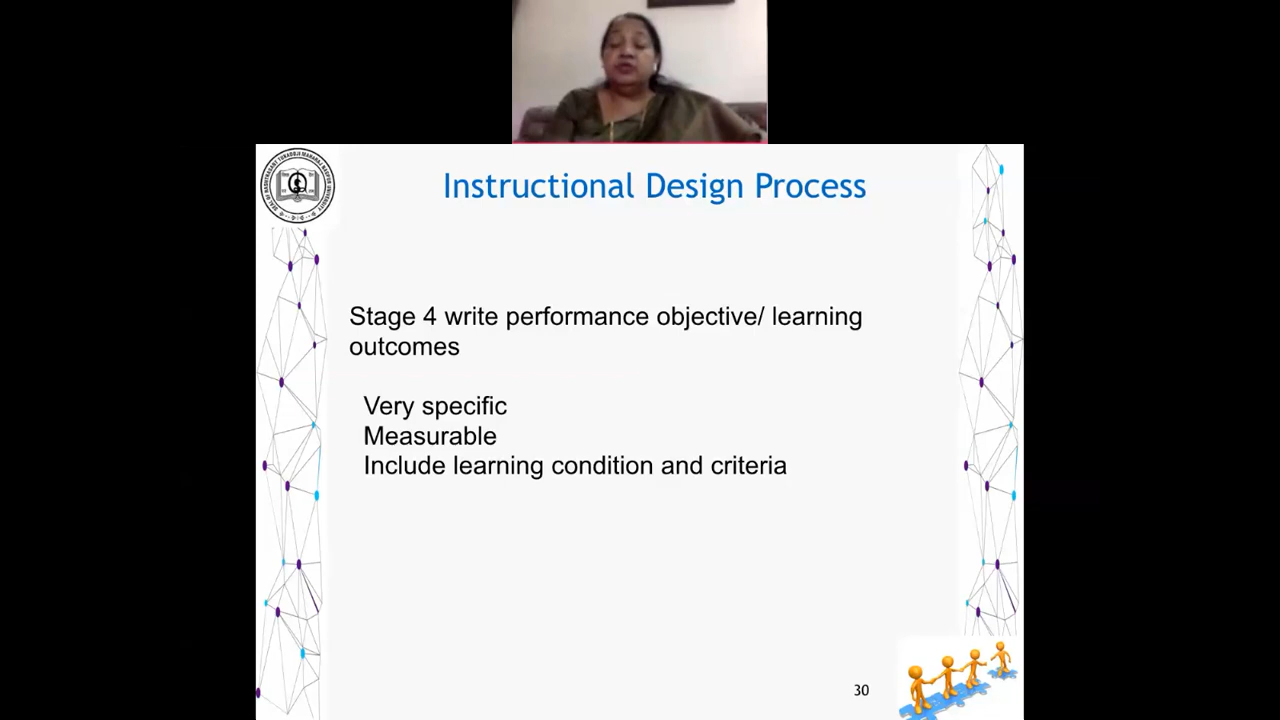 Instructional Design Process
Stage 4 write performance objective/ learning
outcomes
Very specific
Measurable
Include learning condition and criteria
30